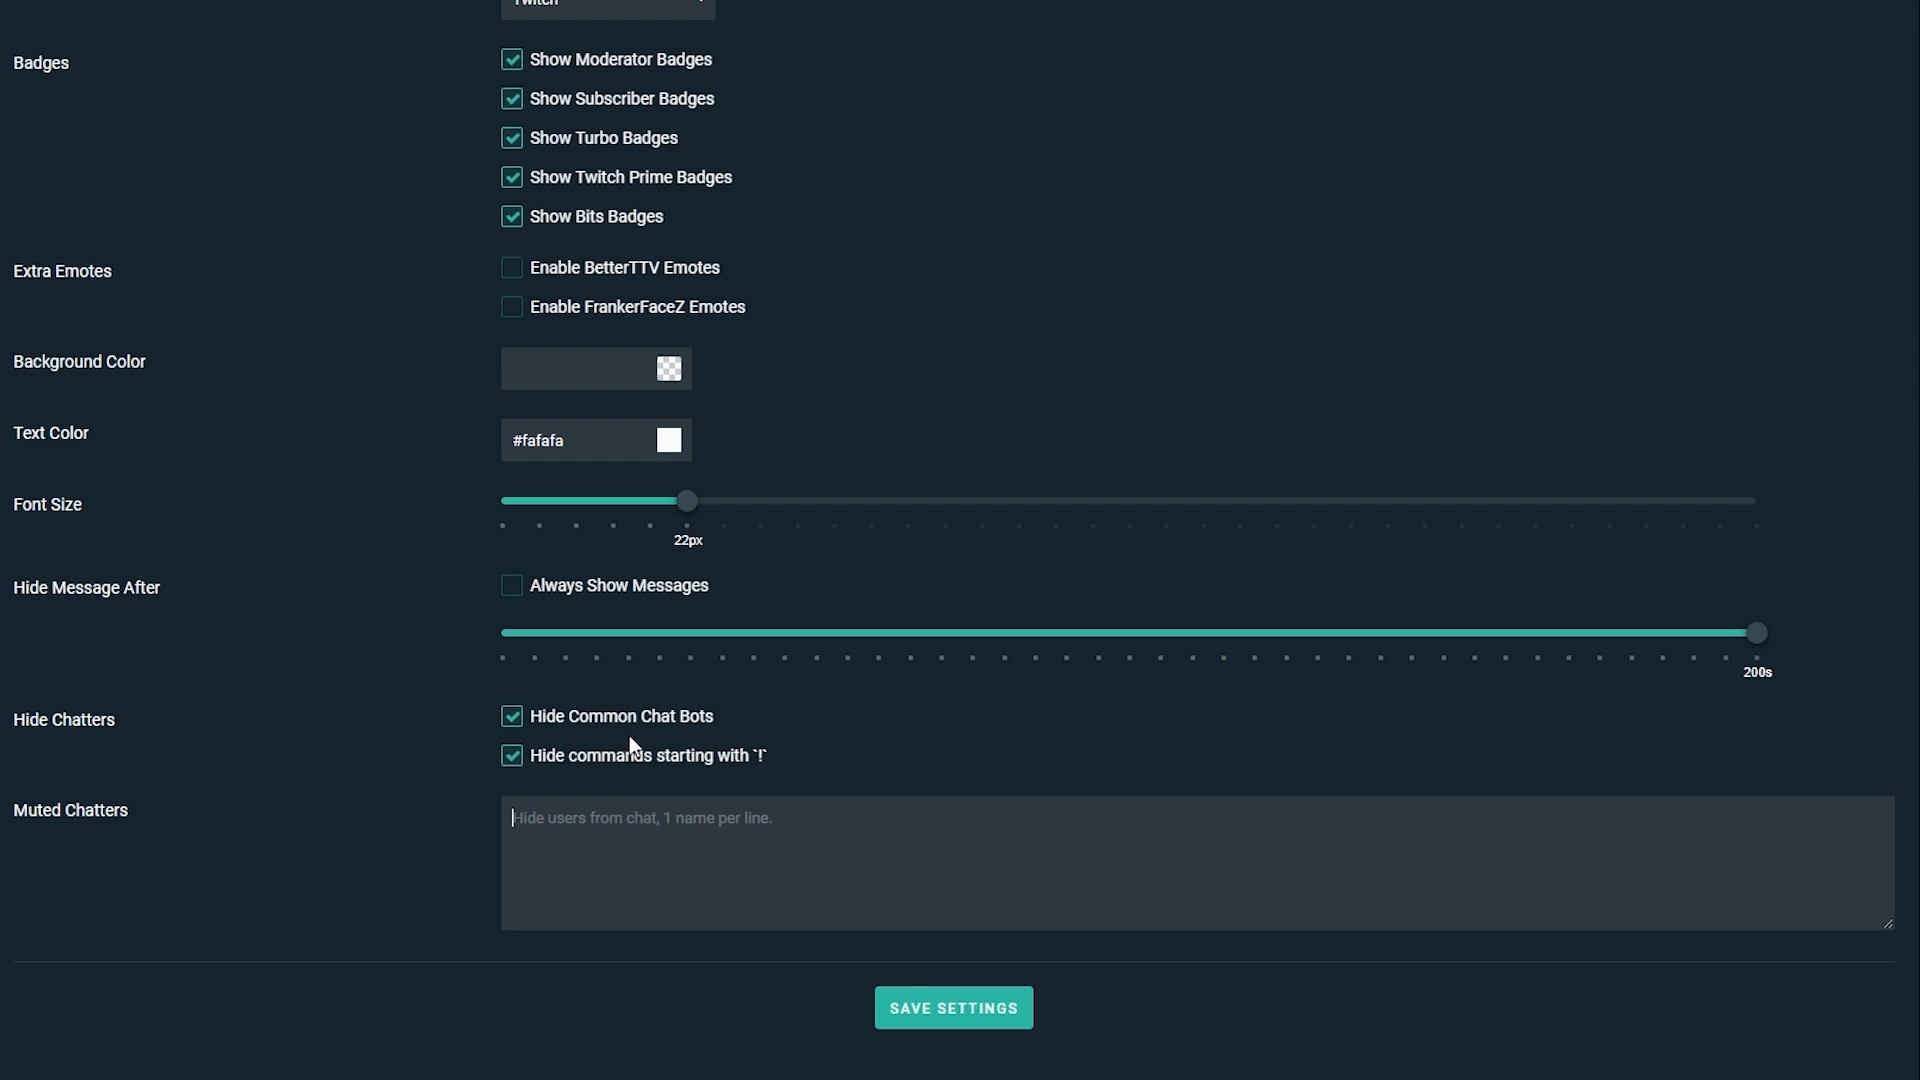 Twitch
Badges
Show Moderator Badges
Show Subscriber Badges
Show Turbo Badges
Show Twitch Prime Badges
Show Bits Badges
Extra Emotes
Enable BetterTTV Emotes
Enable FrankerFaceZ Emotes
Background Color
Text Color
#fafafa
Font Size
22px
Hide Message After
Always Show Messages
200s
Hide Chatters
Hide Common Chat Bots
Hide commands starting with `!`
Muted Chatters
Hide users from chat, 1 name per line.
SAVE SETTINGS